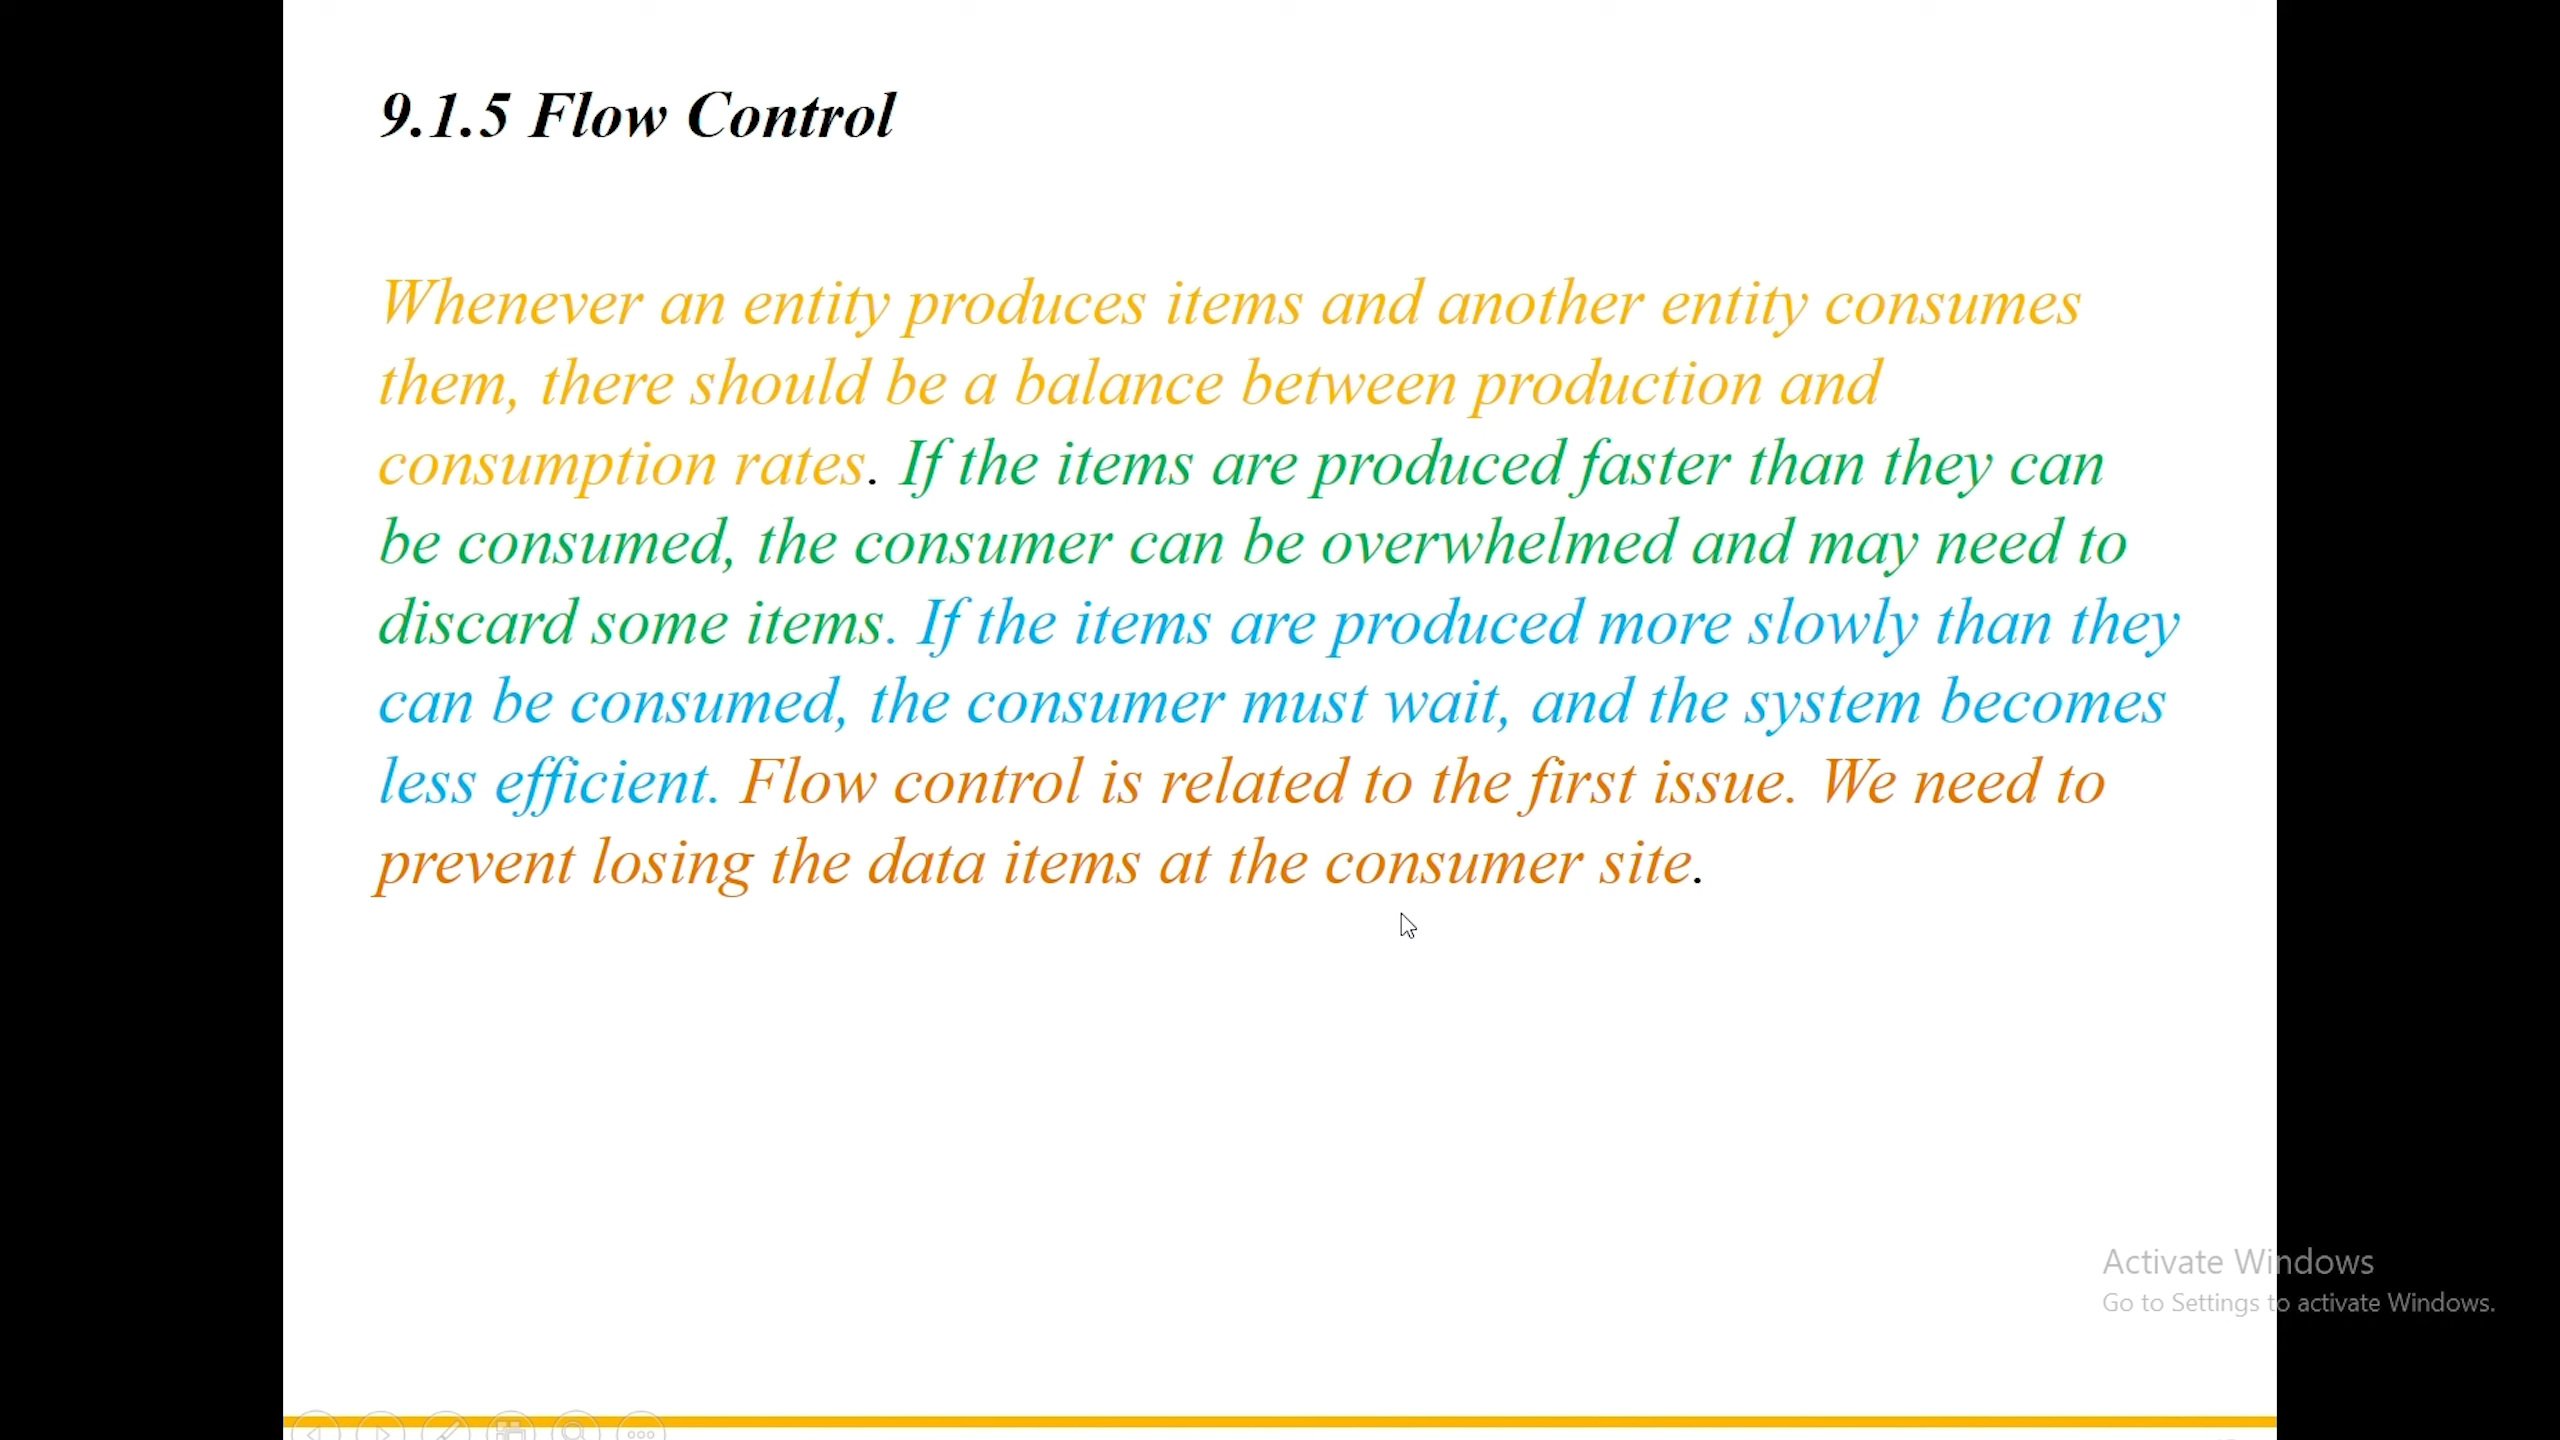 9.1.5 Flow Control
Whenever an entity produces items and another entity consumes
them, there should be a balance between production and
consumption rates. If the items are produced faster than they can
be consumed, the consumer can be overwhelmed and may need to
discard some items. If the items are produced more slowly than they
can be consumed, the consumer must wait, and the system becomes
less efficient. Flow control is related to the first issue. We need to
prevent losing the data items at the consumer site.
Activate Windows
Go to Settings to activate Windows.